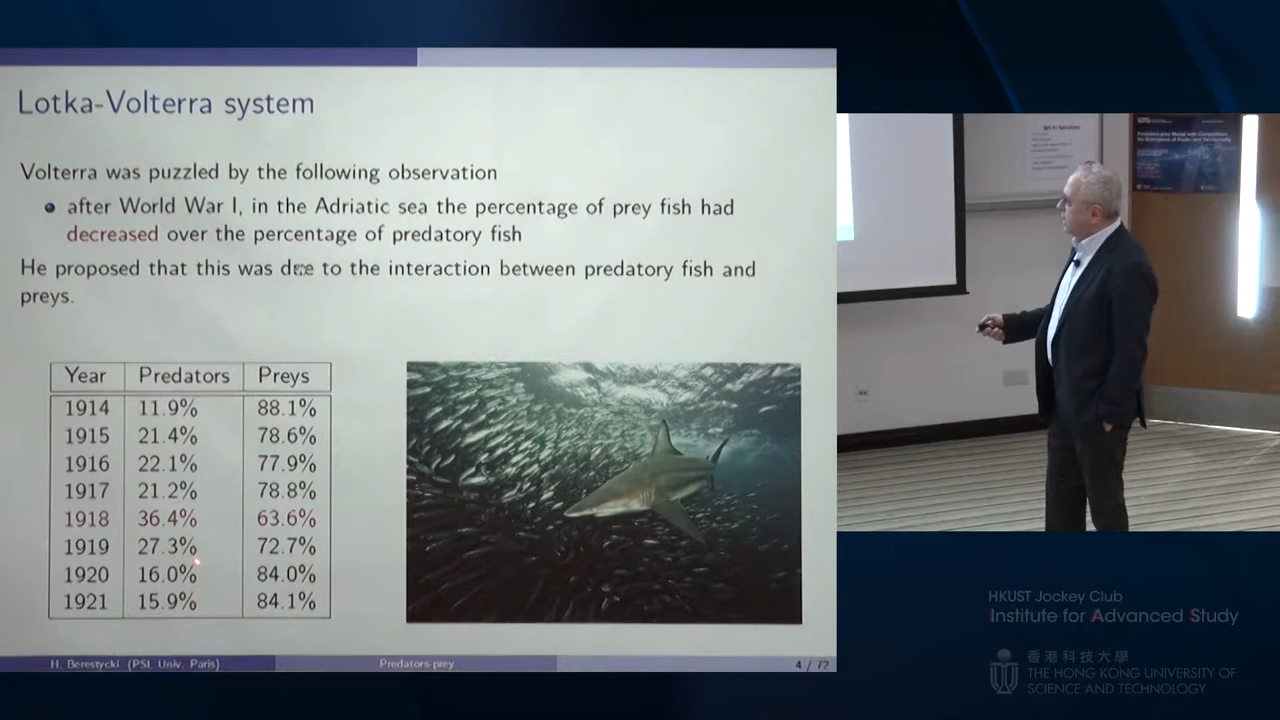 Lotka-Volterra system
Volterra was puzzled by the following observation
after World War I, in the Adriatic sea the percentage of prey fish had
decreased over the percentage of predatory fish
He proposed that this was due to the interaction between predatory fish and
preys.
Year Predators Preys
1914 11.9% 88.1%
1915 21.4% 78.6%
1916 22.1% 77.9%
1917 21.2% 78.8%
1918 36.4% 63.6%
1919 27.3% 72.7%
1920 16.0% 84.0%
1921 15.9% 84.1%
H. Berestycki (PSL Univ. Paris) Predators-prey 4 / 72
Wi-Fi Services
HKUST Jockey Club
Institute for Advanced Study
香港科技大學
THE HONG KONG UNIVERSITY OF
SCIENCE AND TECHNOLOGY